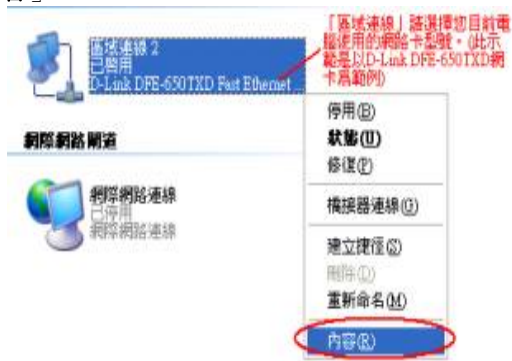 區域連線 2
已啟用
D-Link DFE-650TXD Fast Ethernet ...
「區域連線」請選擇您目前電
腦使用的網路卡型號。(此示
範是以D-Link DFE-650TXD網
卡為範例)
停用(B)
狀態(U)
修復(P)
橋接器連線(G)
建立捷徑(S)
刪除(D)
重新命名(M)
內容(R)
網際網路閘道
網際網路連線
已停用
網際網路連線